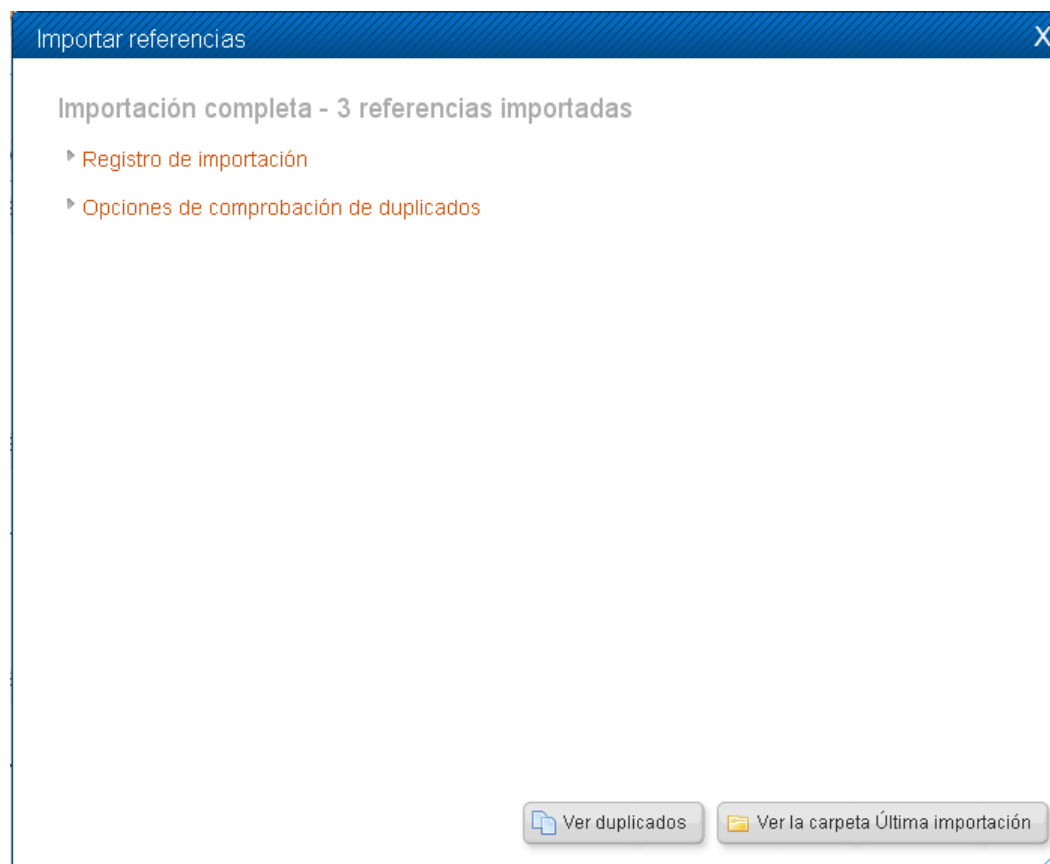 Importar referencias X
Importación completa - 3 referencias importadas
Registro de importación
Opciones de comprobación de duplicados
Ver duplicados Ver la carpeta Última importación